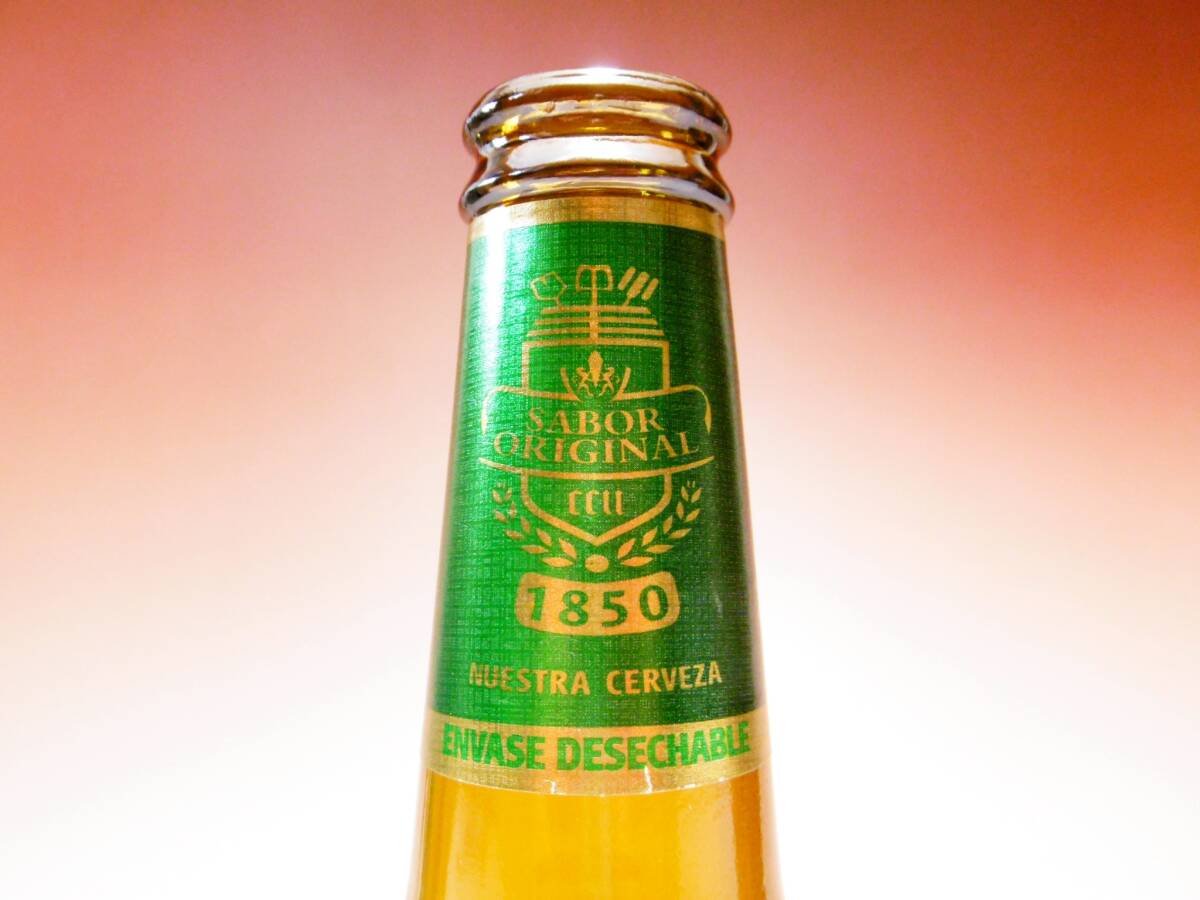 SABOR
ORIGINAL
CCU
1850
NUESTRA CERVEZA
ENVASE DESECHABLE